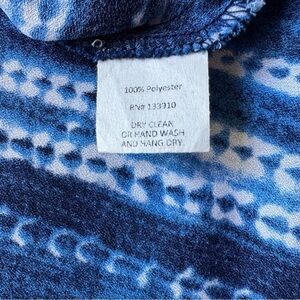 100% Polyester
RN# 133910
DRY CLEAN
OR HAND WASH
AND HANG DRY.